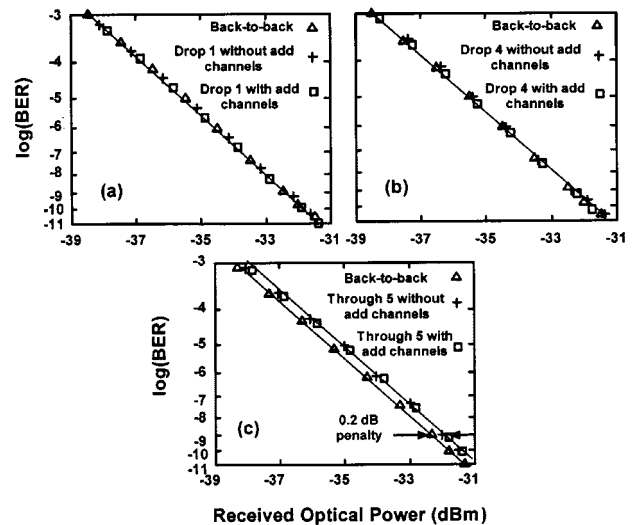 -3
-4
-5
-6
-7
-8
-9
-10
-11
log(BER)
Back-to-back
Drop 1 without add
channels
Drop 1 with add
channels
(a)
-39
-37
-35
-33
-31
-3
-4
-5
-6
-7
-8
-9
-10
-11
Back-to-back
Drop 4 without add
channels
Drop 4 with add
channels
(b)
-39
-37
-35
-33
-31
-3
-4
-5
-6
-7
-8
-9
-10
-11
log(BER)
Back-to-back
Through 5 without
add channels
Through 5 with
add channels
0.2 dB
penalty
(c)
-39
-37
-35
-33
-31
Received Optical Power (dBm)